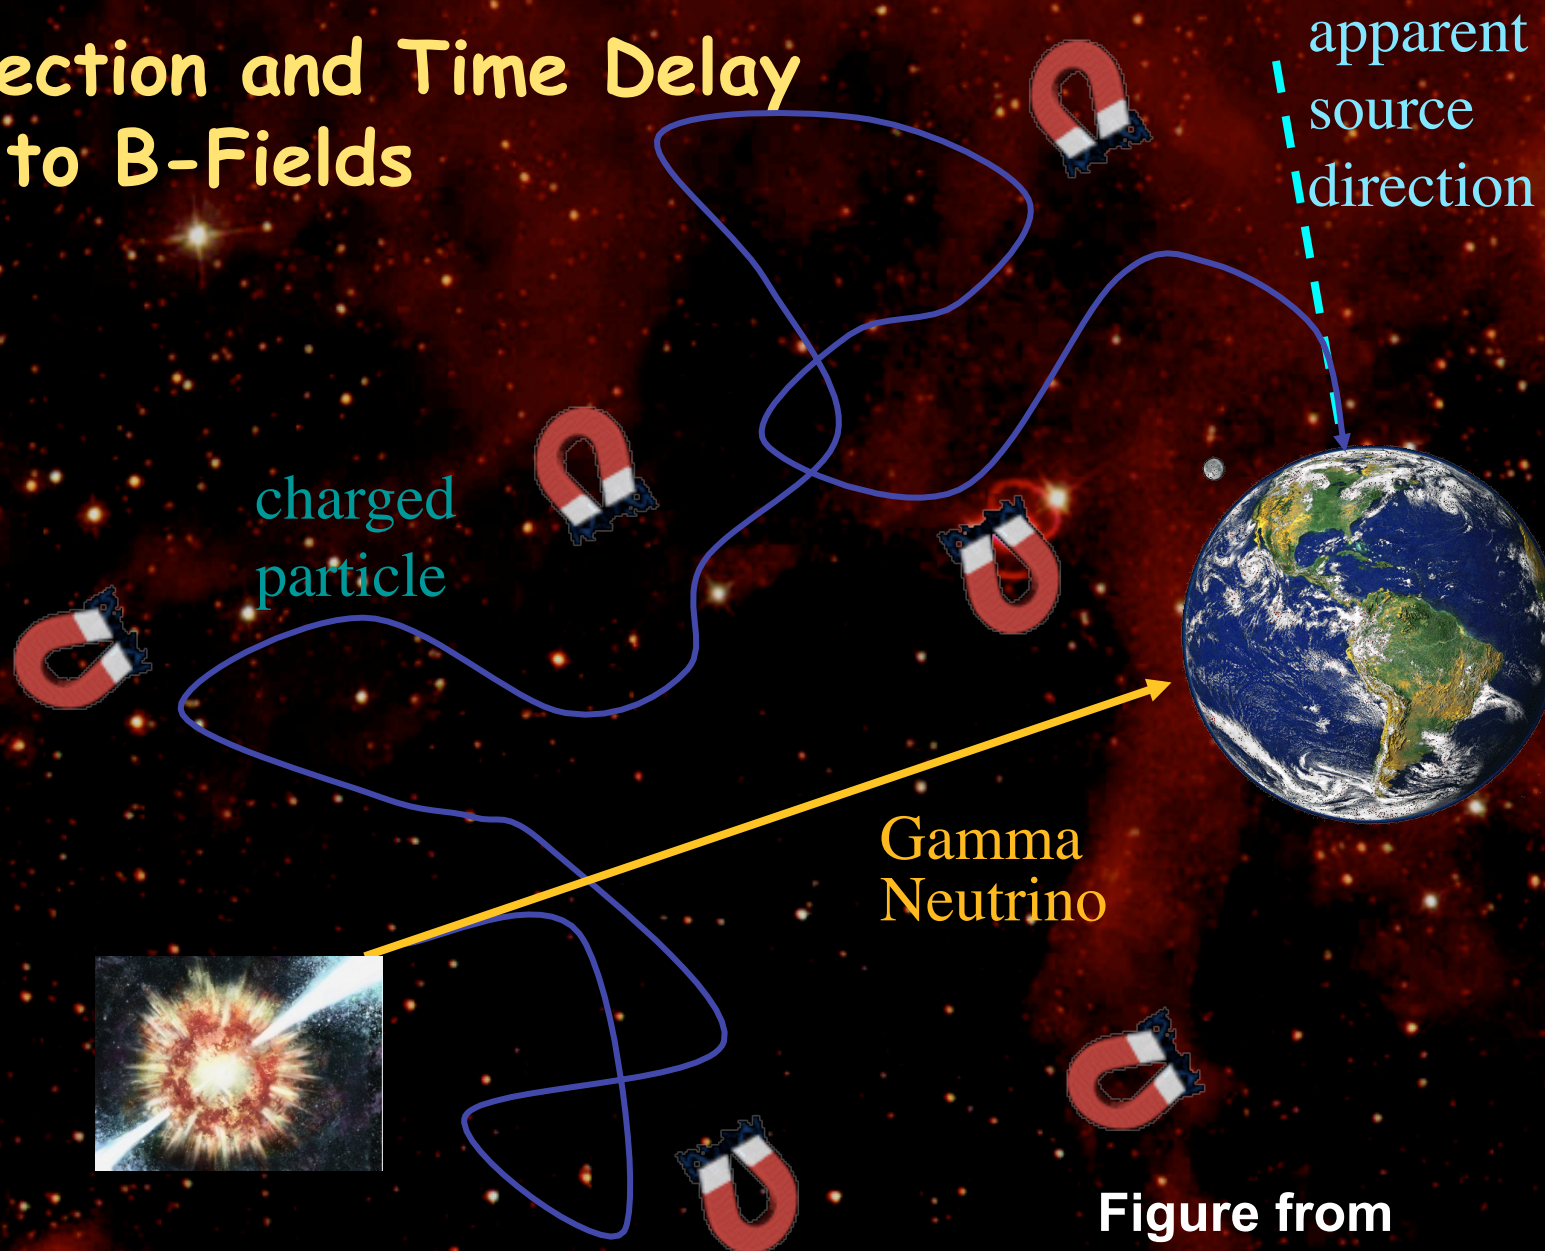 ection and Time Delay
to B-Fields
apparent
source
direction
charged
particle
Gamma
Neutrino
Figure from